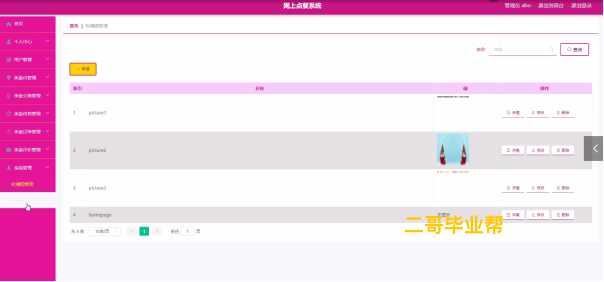 网上点餐系统
管理员 abo 退出到前台 退出登录
首页
个人中心
用户管理
美食店管理
美食分类管理
美食信息管理
美食订单管理
美食评价管理
系统管理
轮播图管理
首页 | 轮播图管理
名称 名称 查询
新增
索引 名称 值 操作
1 picture1 详情 修改 删除
2 picture2 详情 修改 删除
3 picture3 详情 修改 删除
4 homepage 详情 修改 删除
共 4 条 10条/页 1 前往 1 页
二哥毕业帮